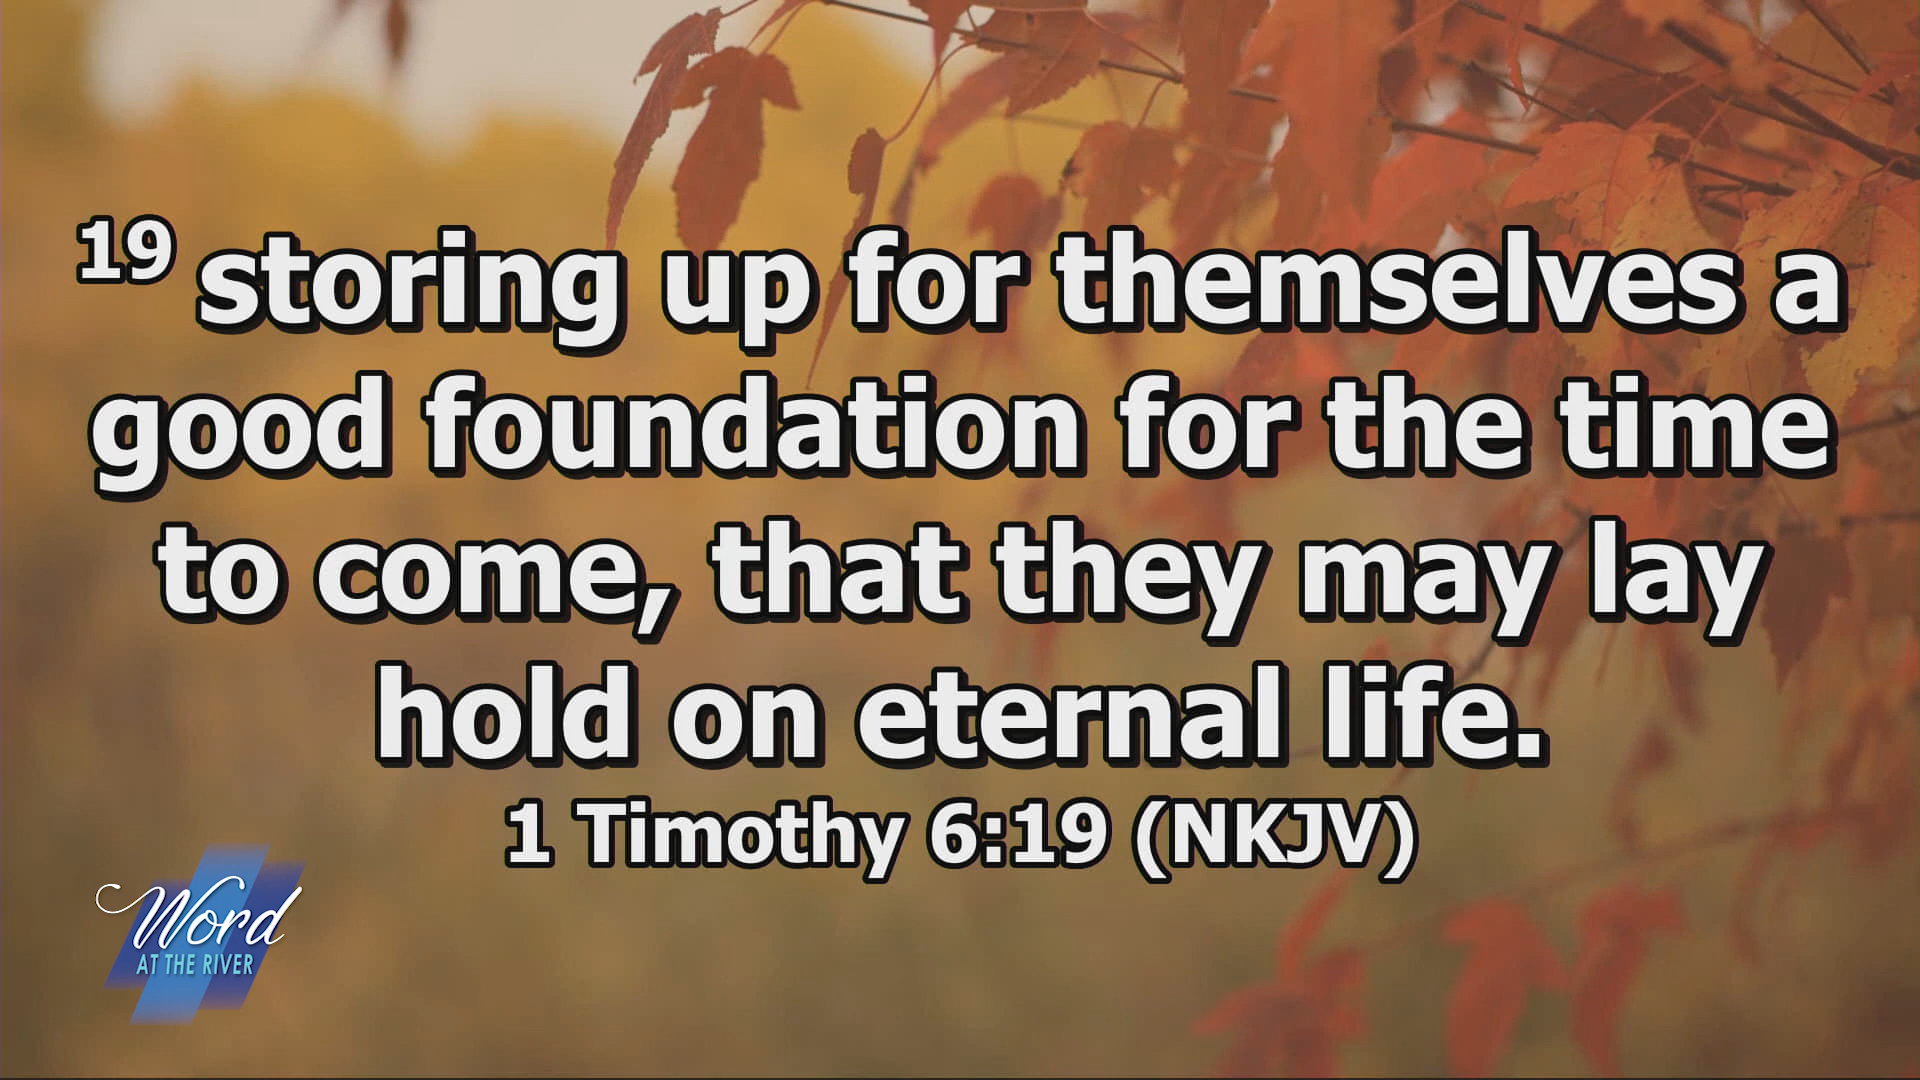 19 storing up for themselves a
good foundation for the time
to come, that they may lay
hold on eternal life.
1 Timothy 6:19 (NKJV)
Word
AT THE RIVER